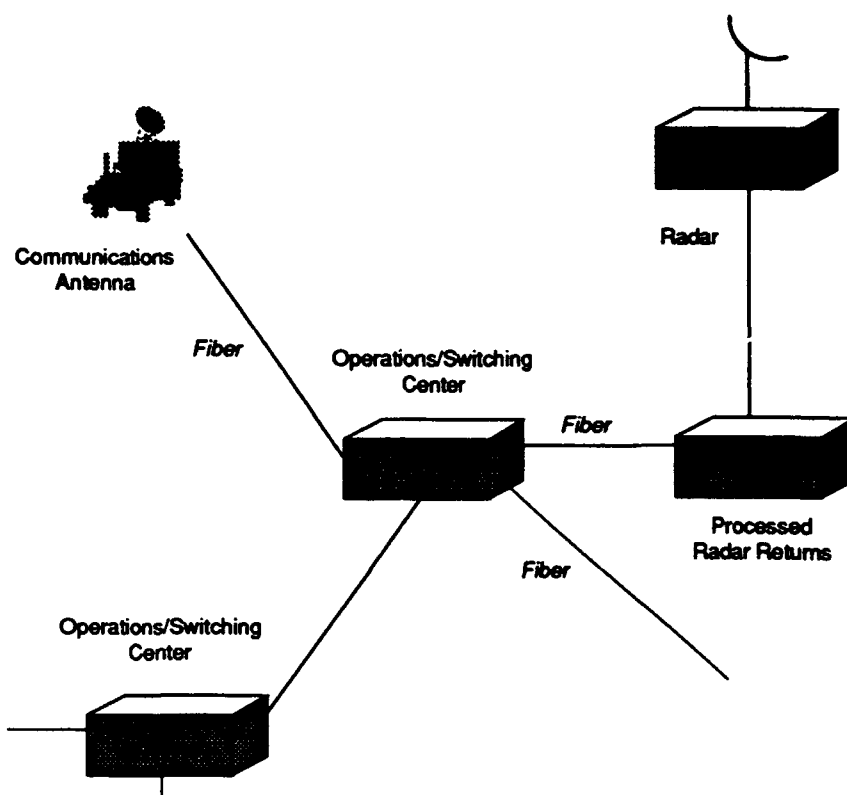 Communications
Antenna
Radar
Fiber
Operations/Switching
Center
Fiber
Processed
Radar Returns
Fiber
Operations/Switching
Center